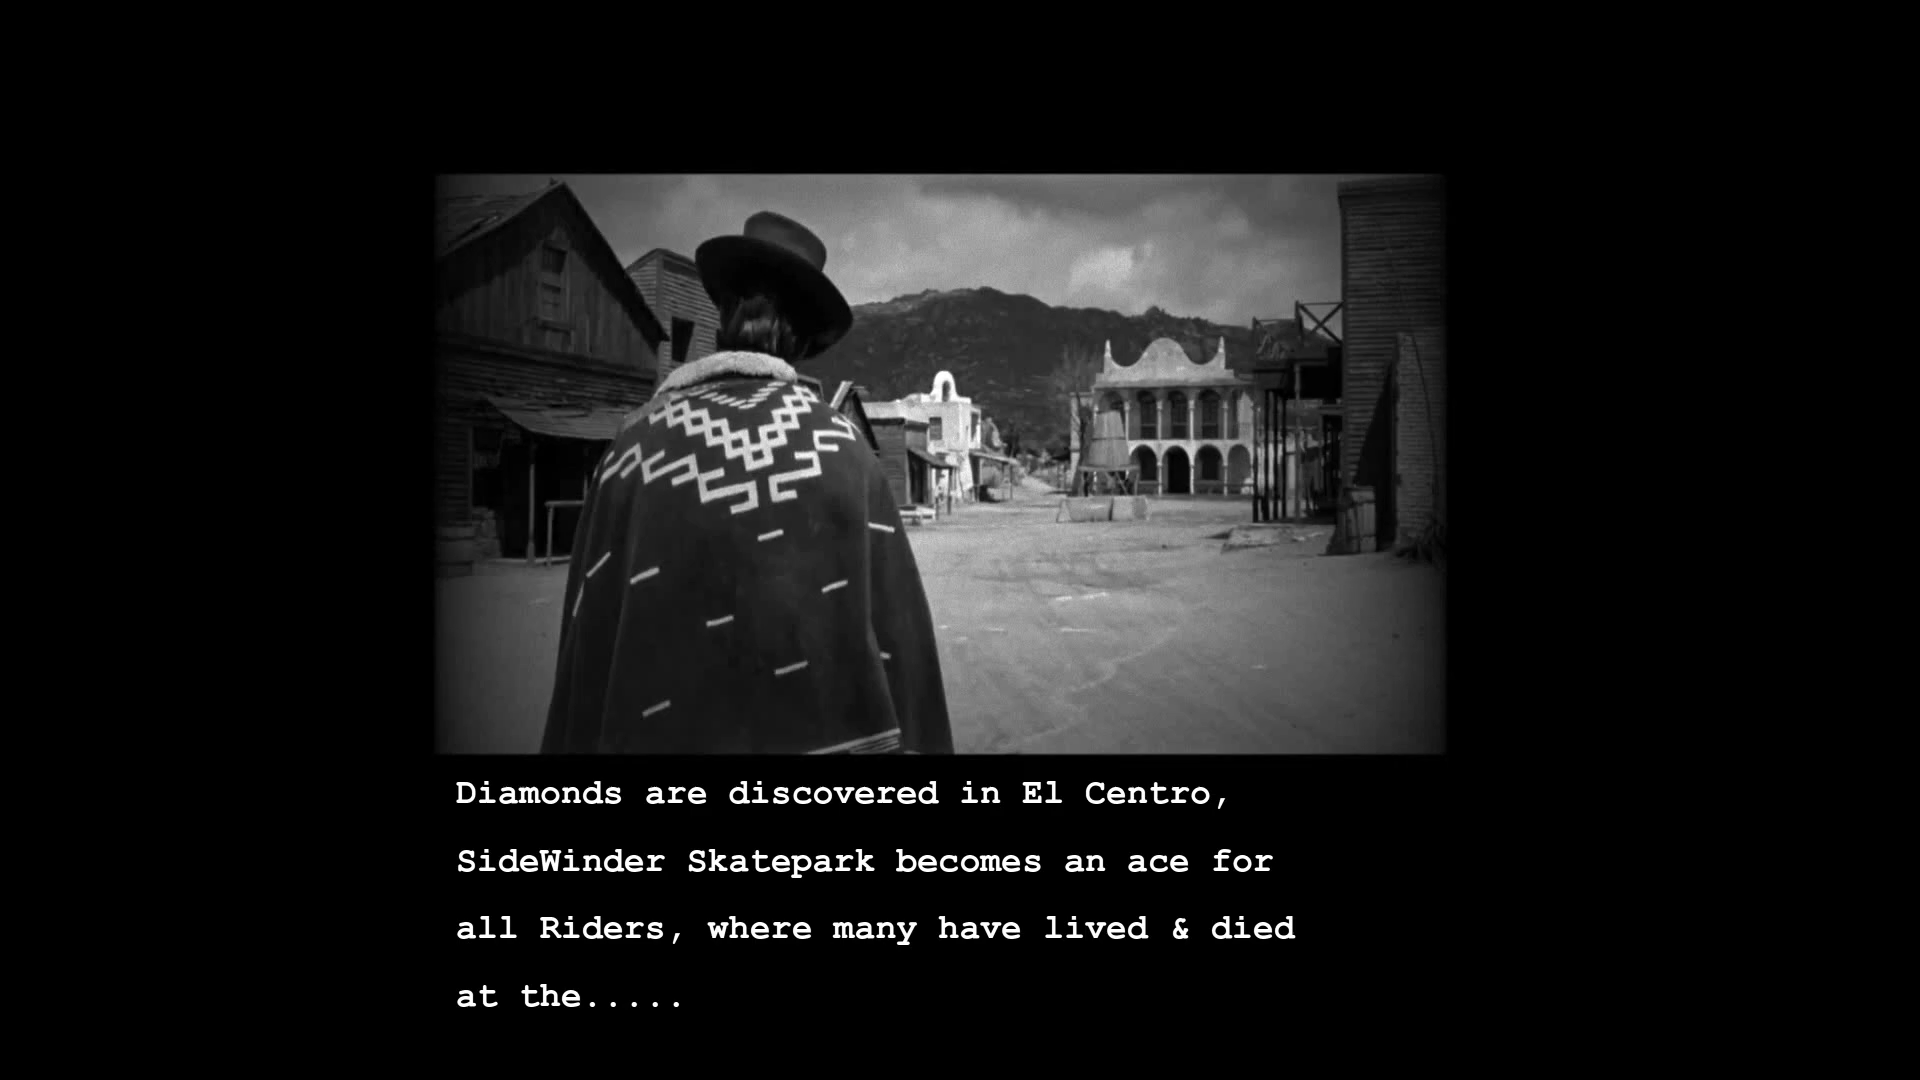 Diamonds are discovered in El Centro,
SideWinder Skatepark becomes an ace for
all Riders, where many have lived & died
at the.....